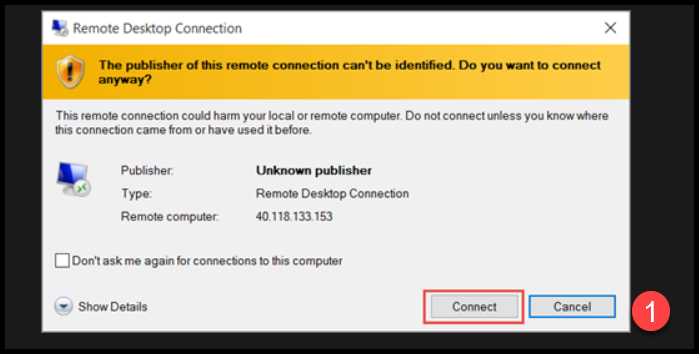 Remote Desktop Connection
The publisher of this remote connection can't be identified. Do you want to connect
anyway?
This remote connection could harm your local or remote computer. Do not connect unless you know where
this connection came from or have used it before.
Publisher: Unknown publisher
Type: Remote Desktop Connection
Remote computer: 40.118.133.153
Don't ask me again for connections to this computer
Show Details Connect Cancel 1